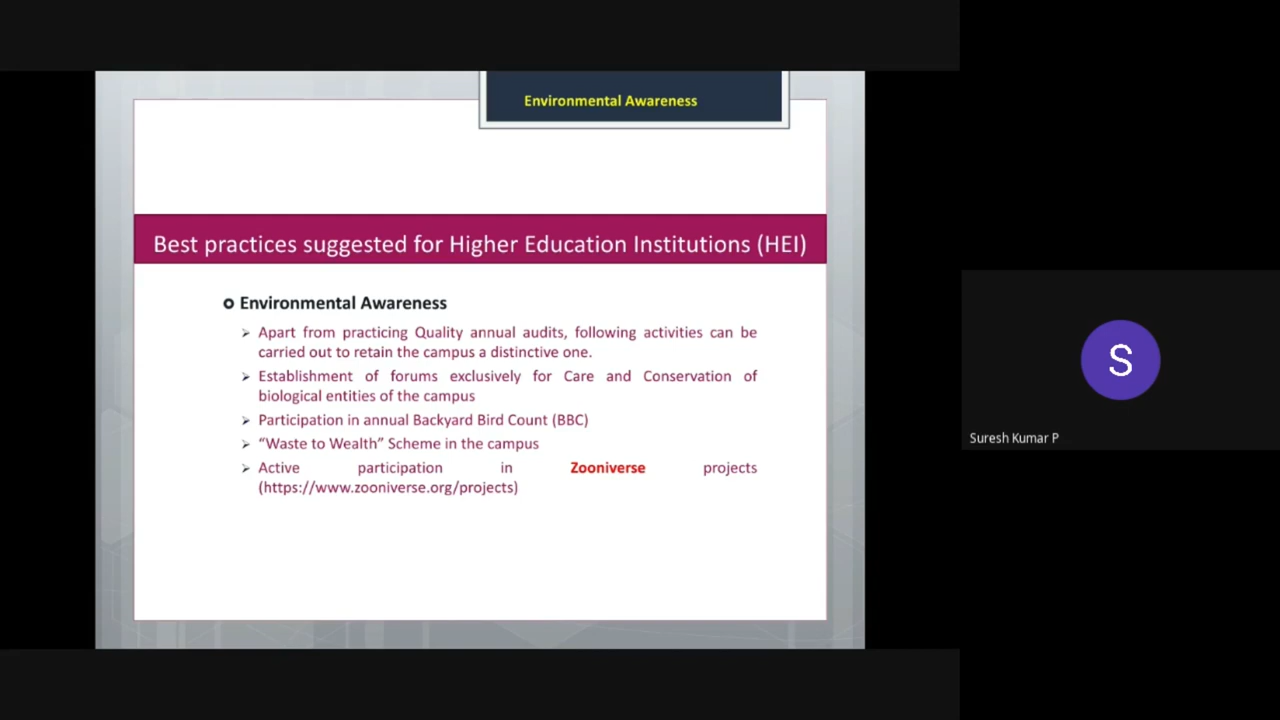 Environmental Awareness
Best practices suggested for Higher Education Institutions (HEI)
Environmental Awareness
Apart from practicing Quality annual audits, following activities can be
carried out to retain the campus a distinctive one.
Establishment of forums exclusively for Care and Conservation of
biological entities of the campus
Participation in annual Backyard Bird Count (BBC)
“Waste to Wealth” Scheme in the campus
Active participation in Zooniverse projects
(https://www.zooniverse.org/projects)
S
Suresh Kumar P